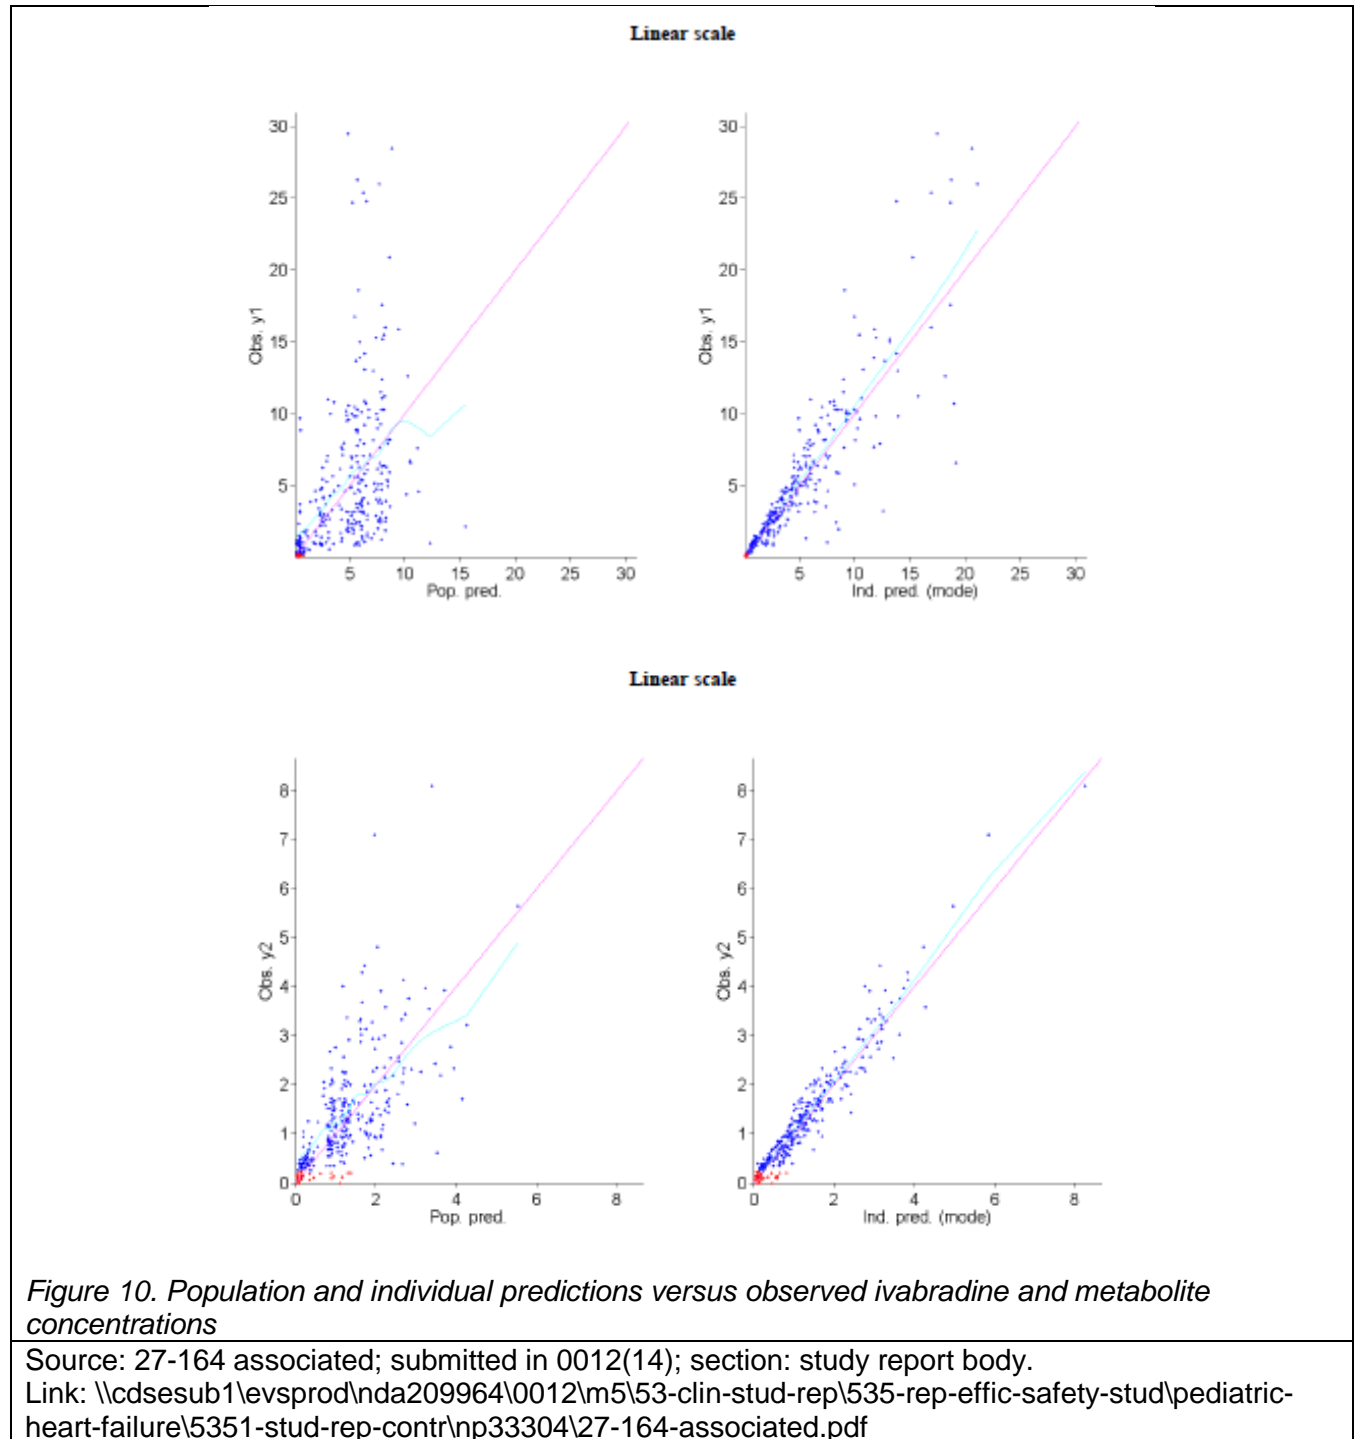 Linear scale
30
25
20
15
10
5
Obs. y1
5 10 15 20 25 30
Pop. pred.
30
25
20
15
10
5
Obs. y1
5 10 15 20 25 30
Ind. pred. (mode)
Linear scale
8
7
6
5
4
3
2
1
0
Obs. y2
0 2 4 6 8
Pop. pred.
8
7
6
5
4
3
2
1
0
Obs. y2
0 2 4 6 8
Ind. pred. (mode)
Figure 10. Population and individual predictions versus observed ivabradine and metabolite
concentrations
Source: 27-164 associated; submitted in 0012(14); section: study report body.
Link: \\cdsesub1\evsprod\nda209964\0012\m5\53-clin-stud-rep\535-rep-effic-safety-stud\pediatric-
heart-failure\5351-stud-rep-contr\np33304\27-164-associated.pdf